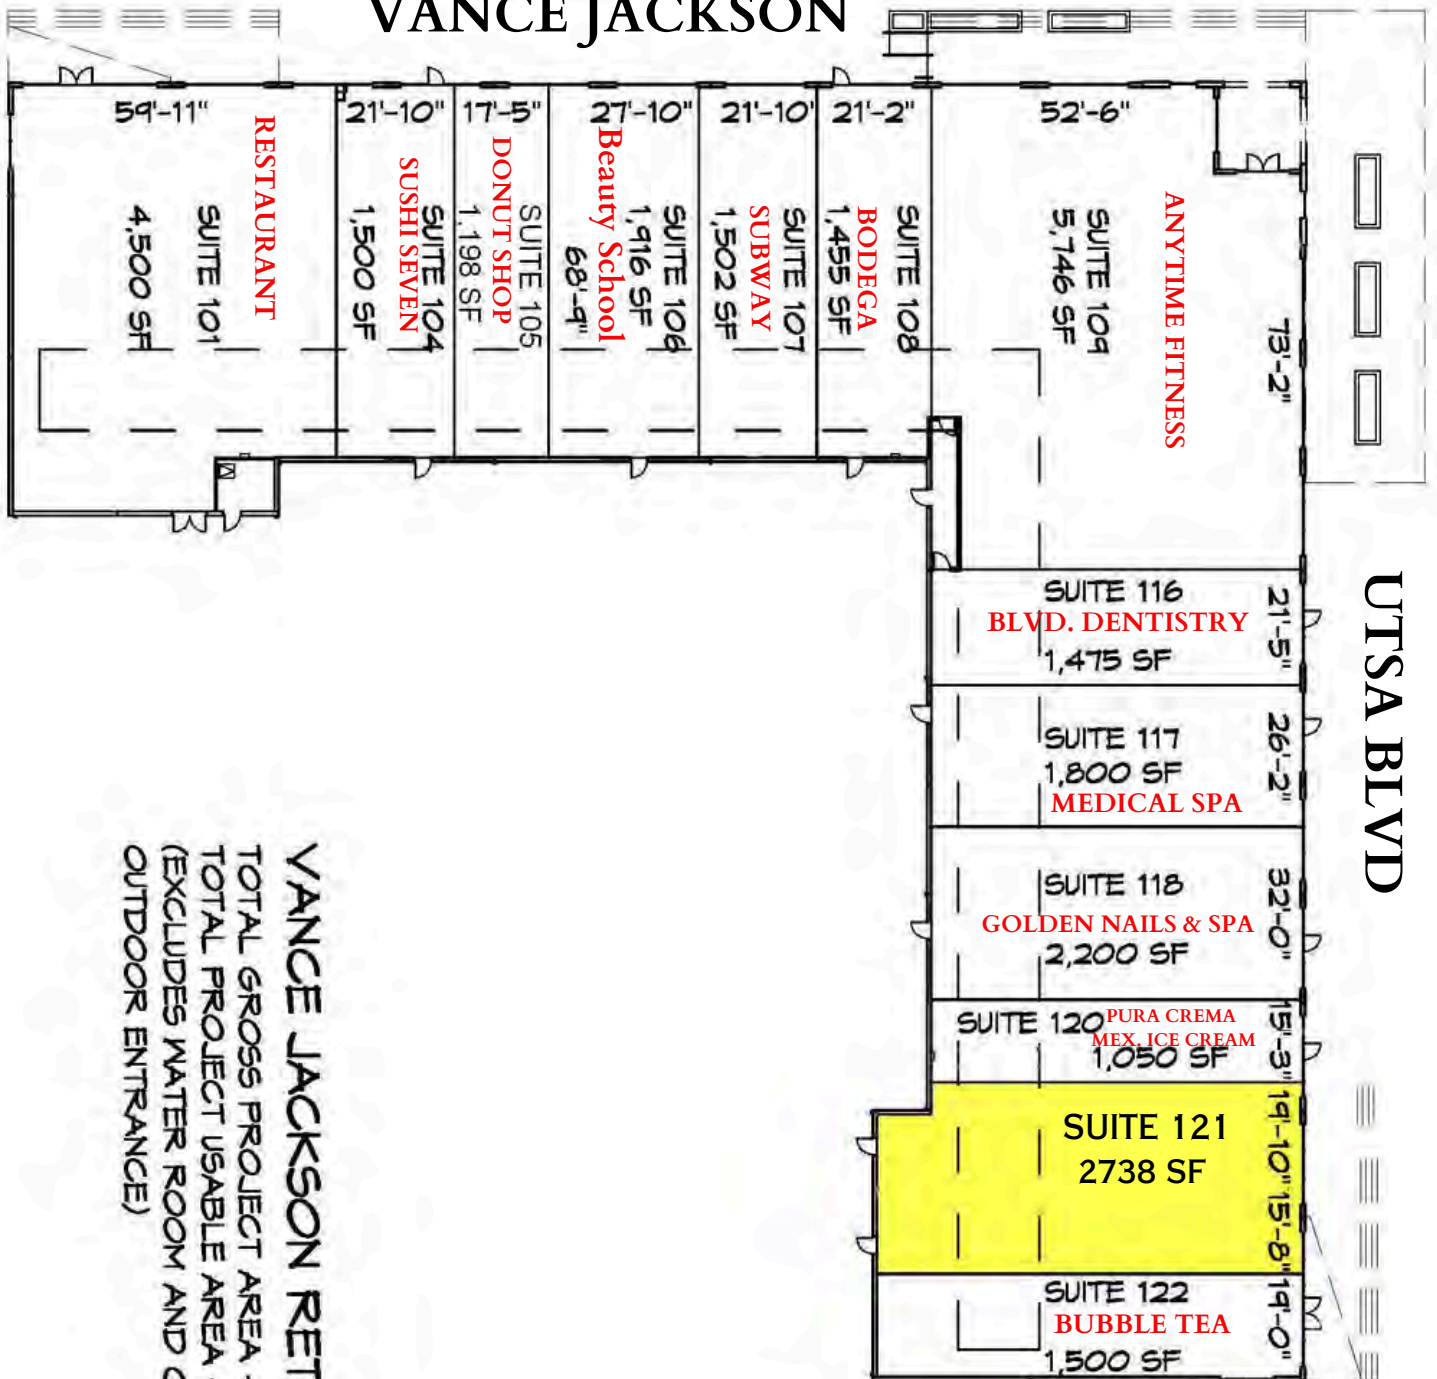 VANCE JACKSON
59'-11"
21'-10"
17'-5"
27'-10"
21'-10"
21'-2"
52'-6"
RESTAURANT
SUITE 101
4,500 SF
SUITE 104
SUSHI SEVEN
1,500 SF
SUITE 105
DONUT SHOP
1,198 SF
SUITE 106
1,916 SF
Beauty School
68'-9"
SUITE 107
SUBWAY
1,502 SF
SUITE 108
BODEGA
1,455 SF
ANYTIME FITNESS
SUITE 109
5,746 SF
73'-2"
UTSA BLVD
SUITE 116
BLVD. DENTISTRY
1,475 SF
21'-5"
SUITE 117
1,800 SF
MEDICAL SPA
26'-2"
SUITE 118
GOLDEN NAILS & SPA
2,200 SF
32'-0"
SUITE 120
PURA CREMA
MEX. ICE CREAM
1,050 SF
15'-3"
SUITE 121
2738 SF
19'-10"
15'-8"
SUITE 122
BUBBLE TEA
1,500 SF
19'-0"
VANCE JACKSON RET
TOTAL GROSS PROJECT AREA
TOTAL PROJECT USABLE AREA
(EXCLUDES WATER ROOM AND
OUTDOOR ENTRANCE)